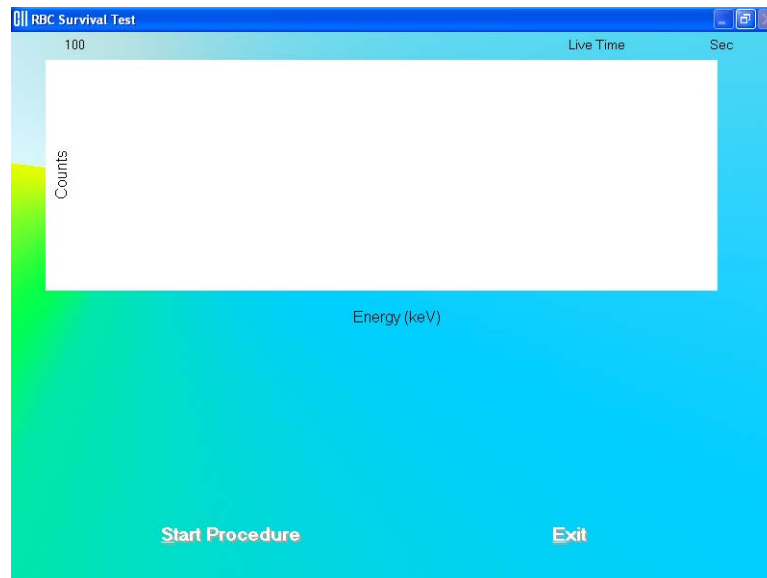 RBC Survival Test
100 Live Time Sec
Counts
Energy (keV)
Start Procedure Exit